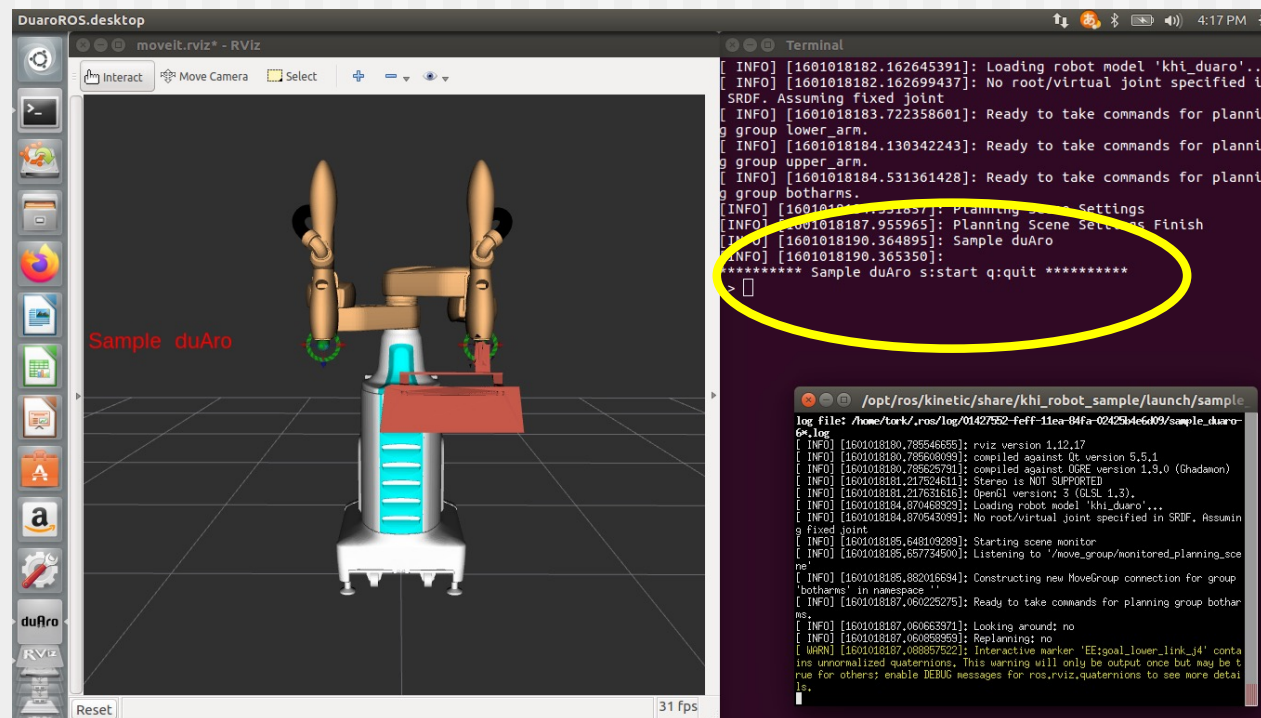 DuaroROS.desktop
あ
4:17 PM
moveit.rviz* - RViz
Interact
Move Camera
Select
Sample duAro
duAro
RViz
Reset
31 fps
Terminal
[ INFO] [1601018182.162645391]: Loading robot model 'khi_duaro'..
[ INFO] [1601018182.162699437]: No root/virtual joint specified i
SRDF. Assuming fixed joint
[ INFO] [1601018183.722358601]: Ready to take commands for planni
g group lower_arm.
[ INFO] [1601018184.130342243]: Ready to take commands for planni
g group upper_arm.
[ INFO] [1601018184.531361428]: Ready to take commands for planni
g group botharms.
[INFO] Planning Scene Settings
[INFO] [1601018187.955965]: Planning Scene Settings Finish
[INFO] [1601018190.364895]: Sample duAro
[INFO] [1601018190.365350]:
********** Sample duAro s:start q:quit **********
>
/opt/ros/kinetic/share/khi_robot_sample/launch/sample_
log file: /home/tork/.ros/log/01427552-feff-11ea-84fa-02425b4e6d09/sample_duaro-
6*.log
[ INFO] [1601018180.785546655]: rviz version 1.12.17
[ INFO] [1601018180.785608099]: compiled against Qt version 5.5.1
[ INFO] [1601018180.785625791]: compiled against OGRE version 1.9.0 (Ghadamon)
[ INFO] [1601018181.217524611]: Stereo is NOT SUPPORTED
[ INFO] [1601018181.217631616]: OpenGl version: 3 (GLSL 1.3).
[ INFO] [1601018184.870468929]: Loading robot model 'khi_duaro'...
[ INFO] [1601018184.870543099]: No root/virtual joint specified in SRDF. Assumin
g fixed joint
[ INFO] [1601018185.648109289]: Starting scene monitor
[ INFO] [1601018185.657734500]: Listening to '/move_group/monitored_planning_sce
ne'
[ INFO] [1601018185.882016694]: Constructing new MoveGroup connection for group
'botharms' in namespace ''
[ INFO] [1601018187.060225275]: Ready to take commands for planning group bothar
ms.
[ INFO] [1601018187.060663971]: Looking around: no
[ INFO] [1601018187.060858959]: Replanning: no
[ WARN] [1601018187.088857522]: Interactive marker 'EE:goal_lower_link_j4' conta
ins unnormalized quaternions. This warning will only be output once but may be t
rue for others; enable DEBUG messages for ros.rviz.quaternions to see more detai
ls.